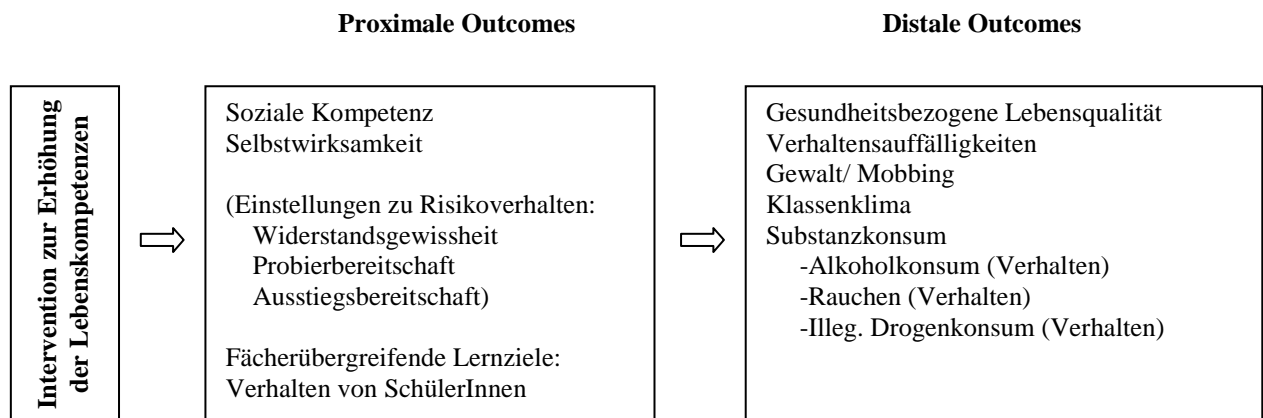 Proximale Outcomes
Distale Outcomes
Intervention zur Erhöhung
der Lebenskompetenzen
Soziale Kompetenz
Selbstwirksamkeit
(Einstellungen zu Risikoverhalten:
Widerstandsgewissheit
Probierbereitschaft
Ausstiegsbereitschaft)
Fächerübergreifende Lernziele:
Verhalten von SchülerInnen
Gesundheitsbezogene Lebensqualität
Verhaltensauffälligkeiten
Gewalt/ Mobbing
Klassenklima
Substanzkonsum
-Alkoholkonsum (Verhalten)
-Rauchen (Verhalten)
-Illeg. Drogenkonsum (Verhalten)